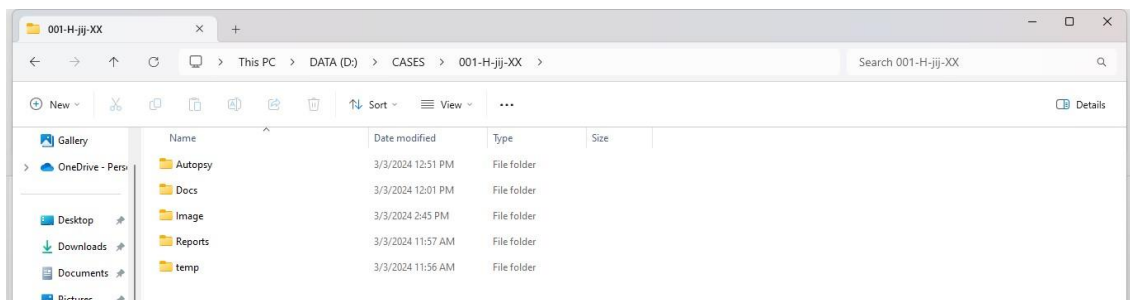 001-H-jij-XX
This PC > DATA (D:) > CASES > 001-H-jij-XX >
Search 001-H-jij-XX
New
Sort
View
...
Details
Gallery
OneDrive - Perso
Desktop
Downloads
Documents
Pictures
Name Date modified Type Size
Autopsy 3/3/2024 12:51 PM File folder
Docs 3/3/2024 12:01 PM File folder
Image 3/3/2024 2:45 PM File folder
Reports 3/3/2024 11:57 AM File folder
temp 3/3/2024 11:56 AM File folder